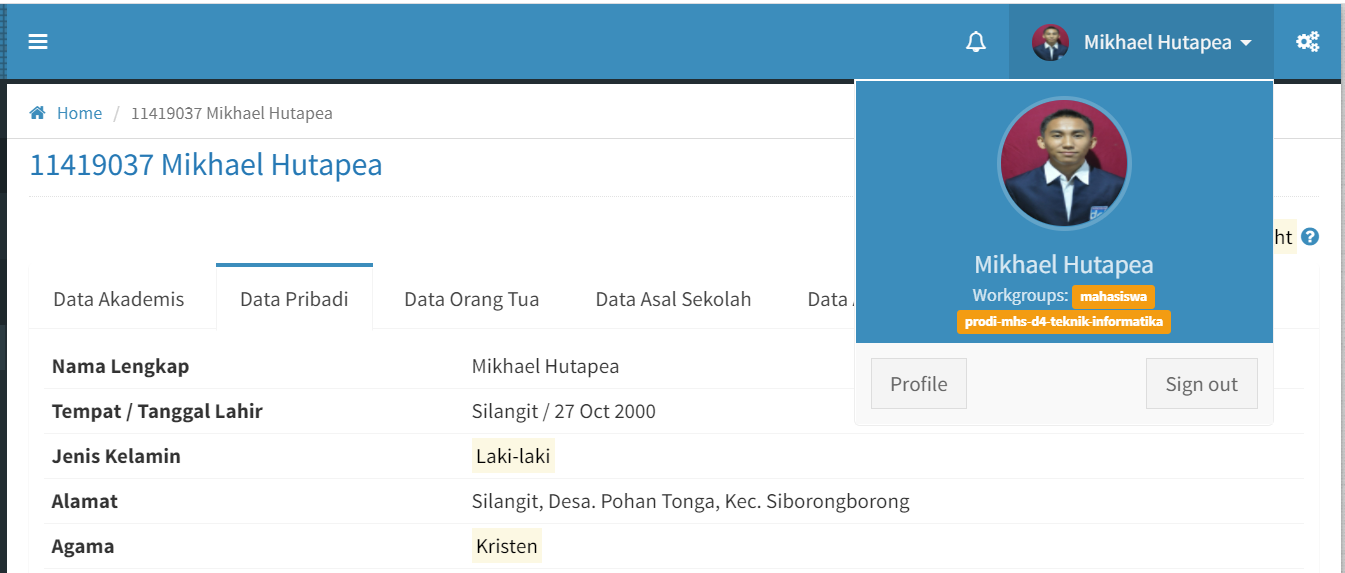 Mikhael Hutapea
Home / 11419037 Mikhael Hutapea
11419037 Mikhael Hutapea
Mikhael Hutapea
Workgroups: mahasiswa
prodi-mhs-d4-teknik-informatika
Profile
Sign out
ht
Data Akademis
Data Pribadi
Data Orang Tua
Data Asal Sekolah
Data
Nama Lengkap Mikhael Hutapea
Tempat / Tanggal Lahir Silangit / 27 Oct 2000
Jenis Kelamin Laki-laki
Alamat Silangit, Desa. Pohan Tonga, Kec. Siborongborong
Agama Kristen